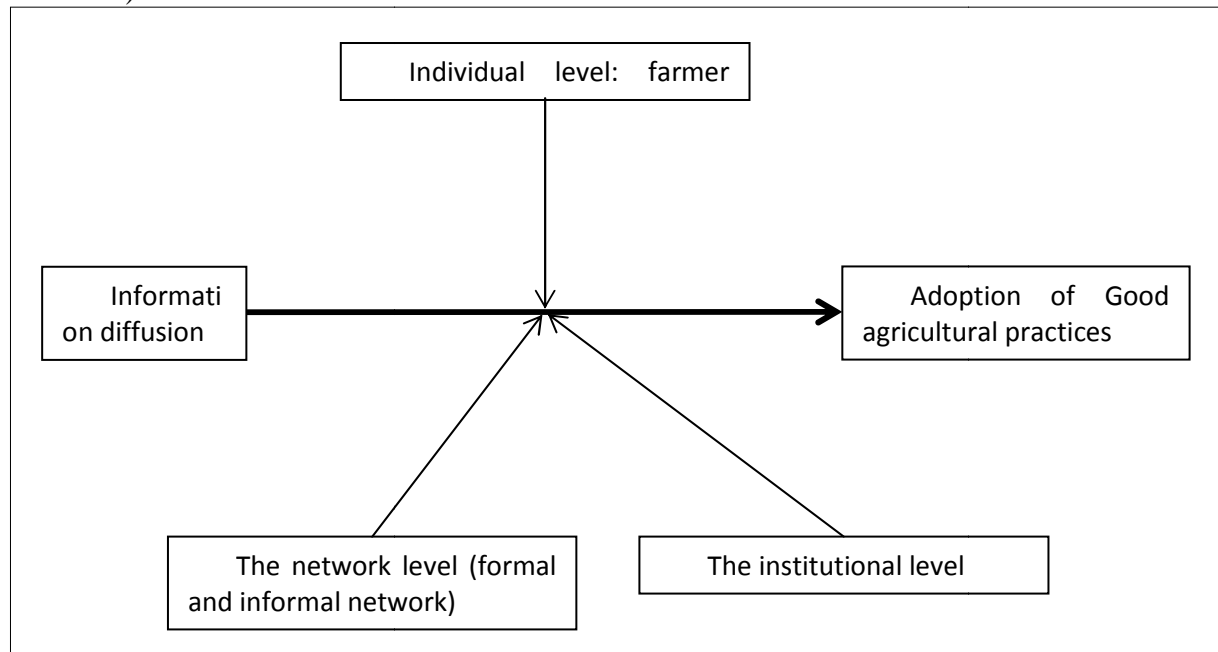 Individual level: farmer
Informati
on diffusion
Adoption of Good
agricultural practices
The network level (formal
and informal network)
The institutional level